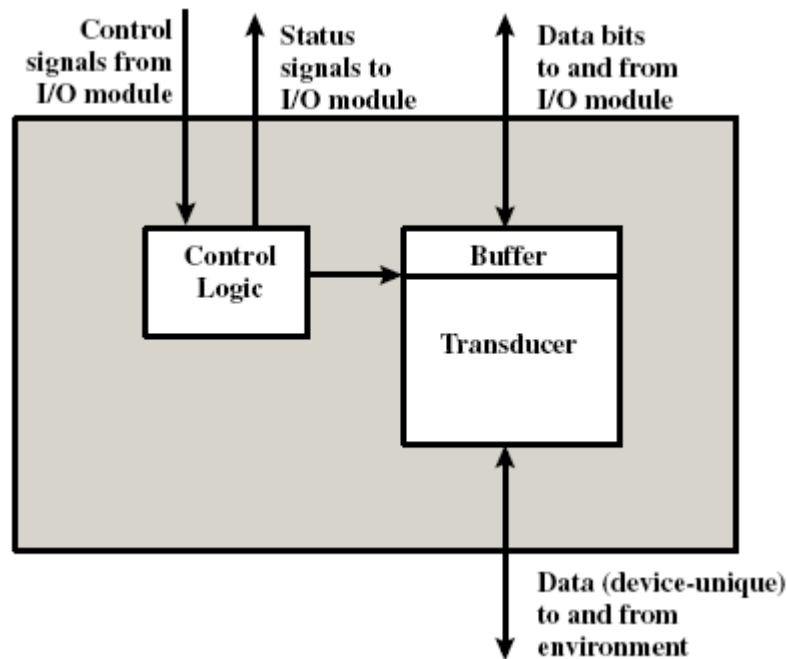 Control
signals from
I/O module
Status
signals to
I/O module
Data bits
to and from
I/O module
Control
Logic
Buffer
Transducer
Data (device-unique)
to and from
environment